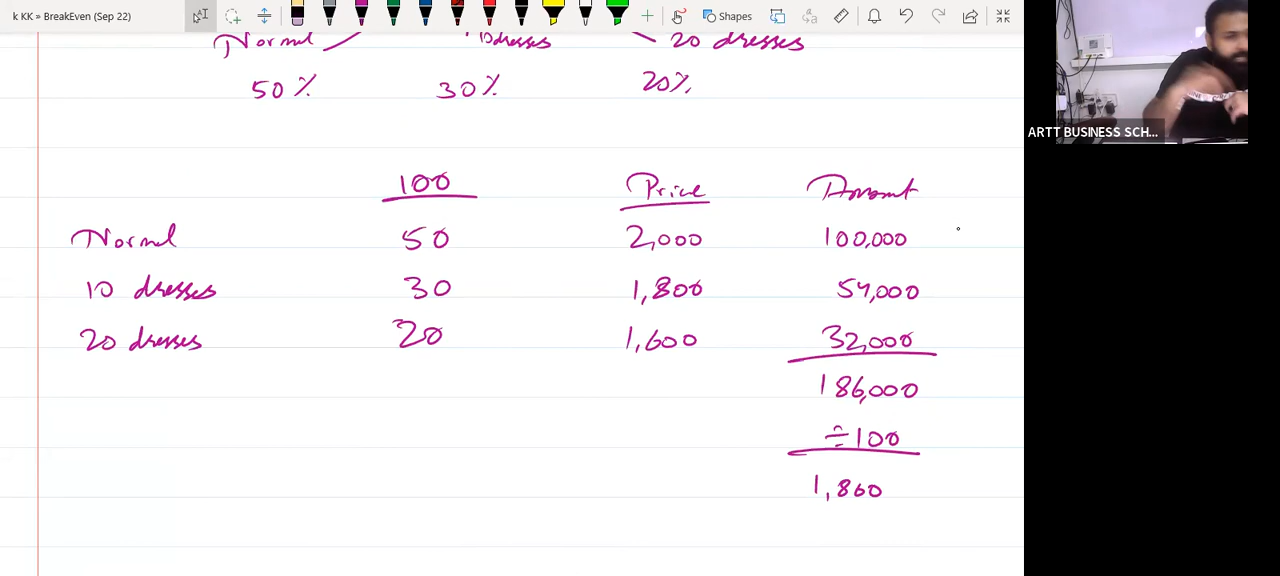 k KK » BreakEven (Sep 22)
Shapes
Normal 10 dresses 20 dresses
50% 30% 20%
ARTT BUSINESS SCH...
100 Price Amount
Normal 50 2,000 100,000
10 dresses 30 1,800 54,000
20 dresses 20 1,600 32,000
186,000
÷100
1,860